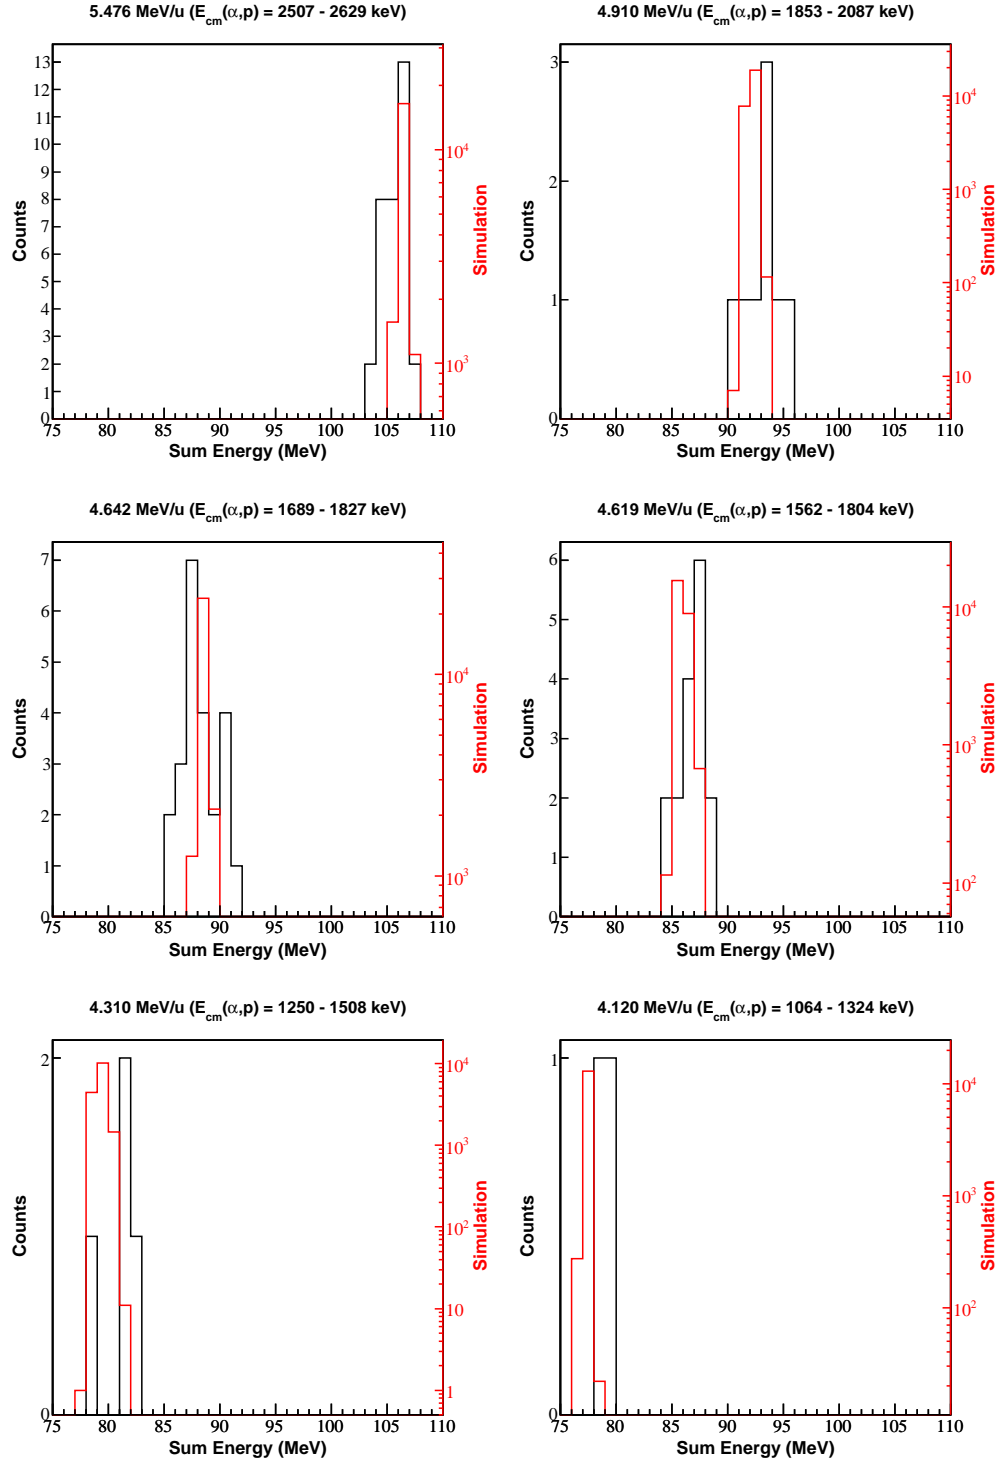 5.476 MeV/u (E_cm(α,p) = 2507 - 2629 keV)
13
12
11
10
9
8
7
6
5
4
3
2
1
0
Counts
10^4
10^3
Simulation
75 80 85 90 95 100 105 110
Sum Energy (MeV)
4.910 MeV/u (E_cm(α,p) = 1853 - 2087 keV)
3
2
1
0
Counts
10^4
10^3
10^2
10
Simulation
75 80 85 90 95 100 105 110
Sum Energy (MeV)
4.642 MeV/u (E_cm(α,p) = 1689 - 1827 keV)
7
6
5
4
3
2
1
0
Counts
10^4
10^3
Simulation
75 80 85 90 95 100 105 110
Sum Energy (MeV)
4.619 MeV/u (E_cm(α,p) = 1562 - 1804 keV)
6
5
4
3
2
1
0
Counts
10^4
10^3
10^2
Simulation
75 80 85 90 95 100 105 110
Sum Energy (MeV)
4.310 MeV/u (E_cm(α,p) = 1250 - 1508 keV)
2
0
Counts
10^4
10^3
10^2
10
1
Simulation
75 80 85 90 95 100 105 110
Sum Energy (MeV)
4.120 MeV/u (E_cm(α,p) = 1064 - 1324 keV)
1
0
Counts
10^4
10^3
10^2
Simulation
75 80 85 90 95 100 105 110
Sum Energy (MeV)